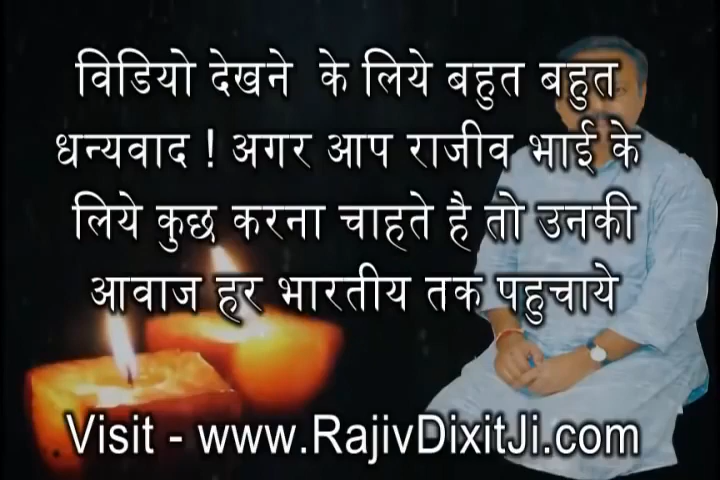 विडियो देखने के लिये बहुत बहुत
धन्यवाद ! अगर आप राजीव भाई के
लिये कुछ करना चाहते है तो उनकी
आवाज हर भारतीय तक पहुचाये
Visit - www.RajivDixitJi.com